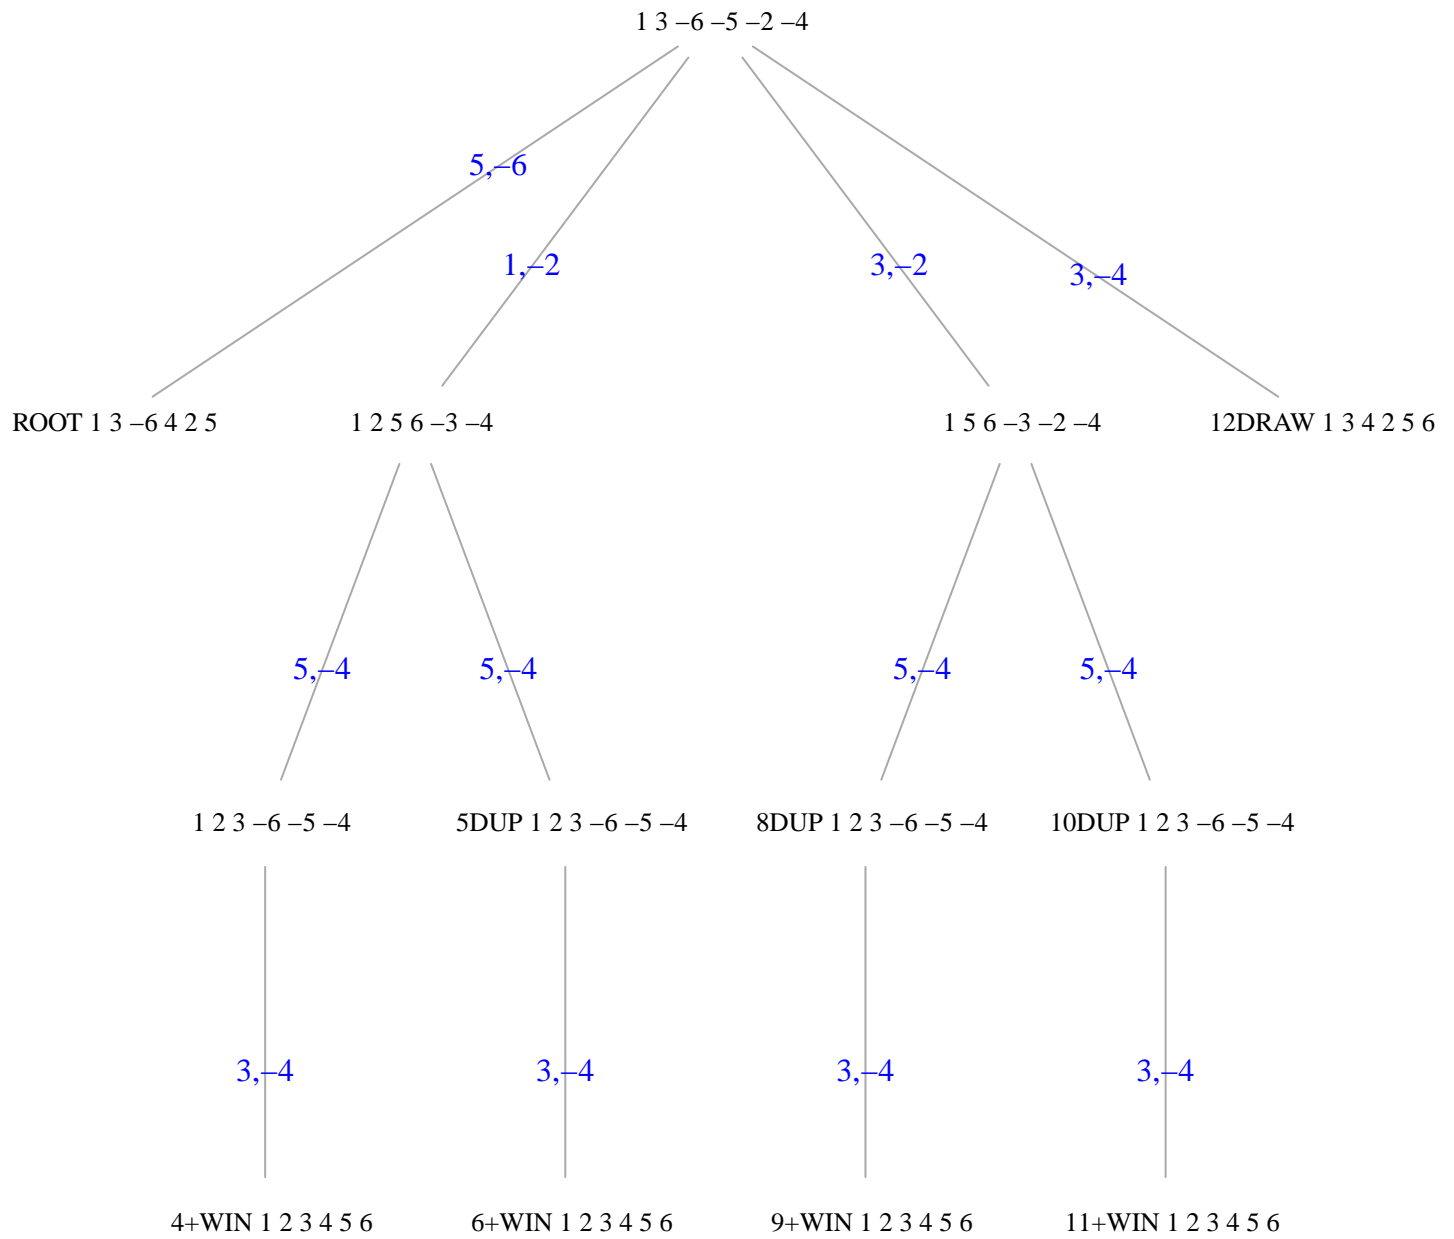 1 3 –6 –5 –2 –4
5,–6
1,–2
3,–2
3,–4
ROOT 1 3 –6 4 2 5
1 2 5 6 –3 –4
1 5 6 –3 –2 –4
12DRAW 1 3 4 2 5 6
5,–4
5,–4
5,–4
5,–4
1 2 3 –6 –5 –4
5DUP 1 2 3 –6 –5 –4
8DUP 1 2 3 –6 –5 –4
10DUP 1 2 3 –6 –5 –4
3,–4
3,–4
3,–4
3,–4
4+WIN 1 2 3 4 5 6
6+WIN 1 2 3 4 5 6
9+WIN 1 2 3 4 5 6
11+WIN 1 2 3 4 5 6